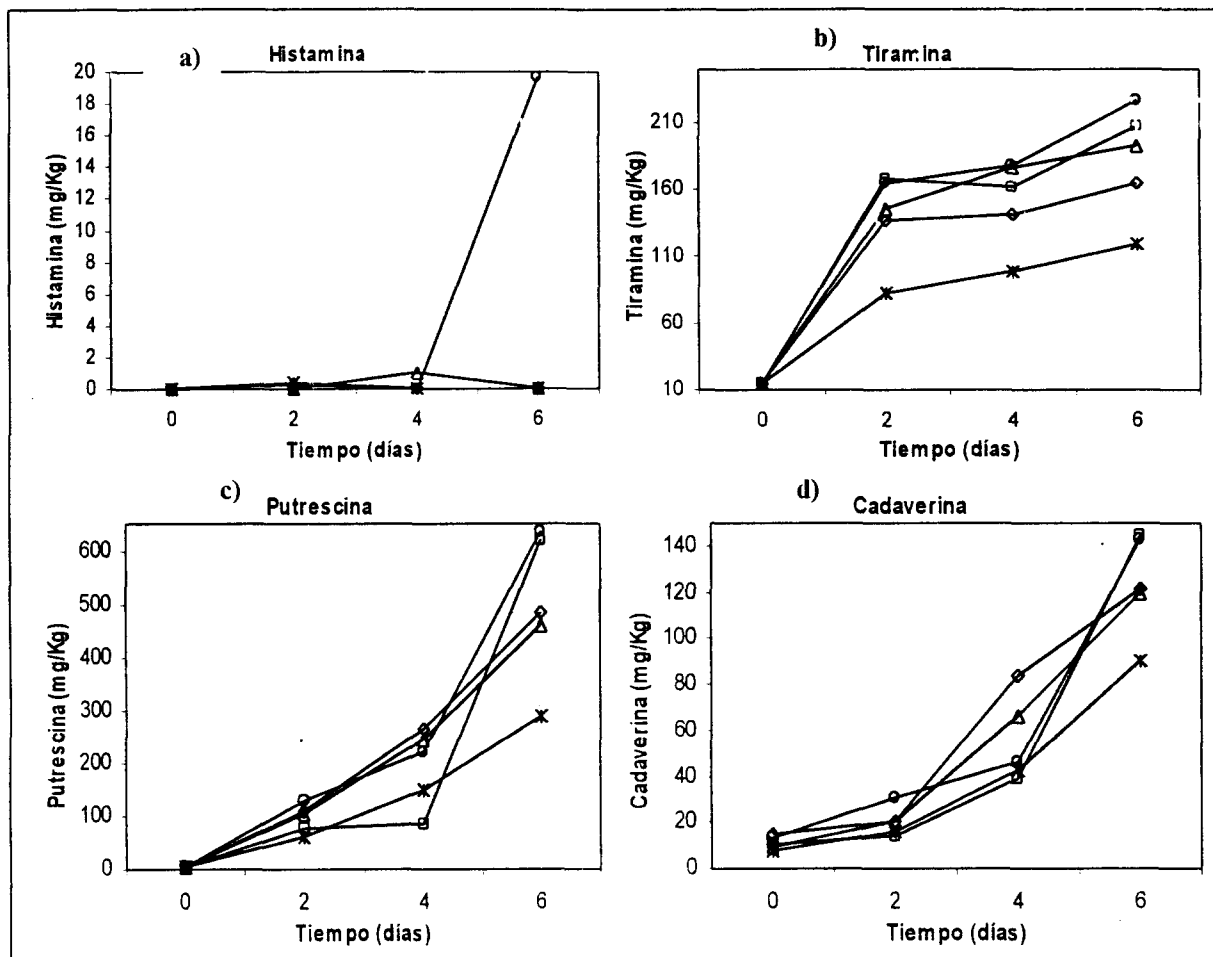 a)
Histamina
Histamina (mg/Kg)
20
18
16
14
12
10
8
6
4
2
0
0 2 4 6
Tiempo (días)
b)
Tiramina
Tiramina (mg/Kg)
210
160
110
60
10
0 2 4 6
Tiempo (días)
c)
Putrescina
Putrescina (mg/Kg)
600
500
400
300
200
100
0
0 2 4 6
Tiempo (días)
d)
Cadaverina
Cadaverina (mg/Kg)
140
120
100
80
60
40
20
0
0 2 4 6
Tiempo (días)